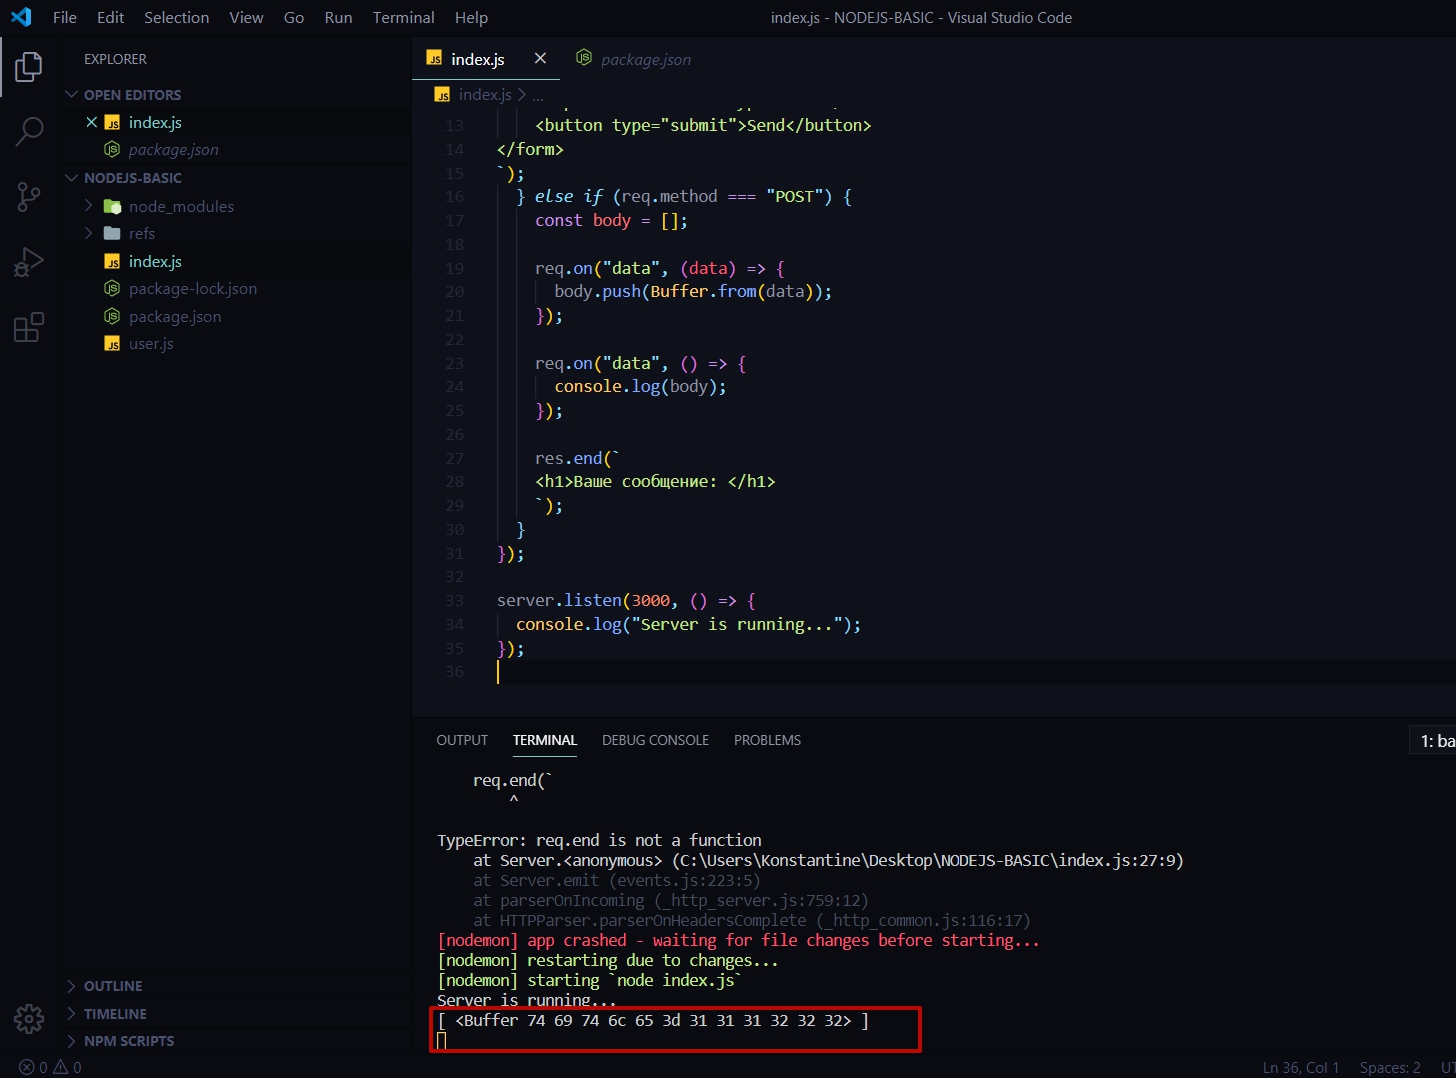 File Edit Selection View Go Run Terminal Help
index.js - NODEJS-BASIC - Visual Studio Code
EXPLORER
OPEN EDITORS
index.js
package.json
NODEJS-BASIC
node_modules
refs
index.js
package-lock.json
package.json
user.js
OUTLINE
TIMELINE
NPM SCRIPTS
index.js
package.json
index.js > ...
13 <button type="submit">Send</button>
14 </form>
15 `);
16 } else if (req.method === "POST") {
17 const body = [];
18
19 req.on("data", (data) => {
20 body.push(Buffer.from(data));
21 });
22
23 req.on("data", () => {
24 console.log(body);
25 });
26
27 res.end(`
28 <h1>Ваше сообщение: </h1>
29 `);
30 }
31 });
32
33 server.listen(3000, () => {
34 console.log("Server is running...");
35 });
36
OUTPUT TERMINAL DEBUG CONSOLE PROBLEMS
1: ba
req.end(`
^
TypeError: req.end is not a function
at Server.<anonymous> (C:\Users\Konstantine\Desktop\NODEJS-BASIC\index.js:27:9)
at Server.emit (events.js:223:5)
at parserOnIncoming (_http_server.js:759:12)
at HTTPParser.parserOnHeadersComplete (_http_common.js:116:17)
[nodemon] app crashed - waiting for file changes before starting...
[nodemon] restarting due to changes...
[nodemon] starting `node index.js`
Server is running...
[ <Buffer 74 69 74 6c 65 3d 31 31 31 32 32 32> ]
0 0
Ln 36, Col 1 Spaces: 2